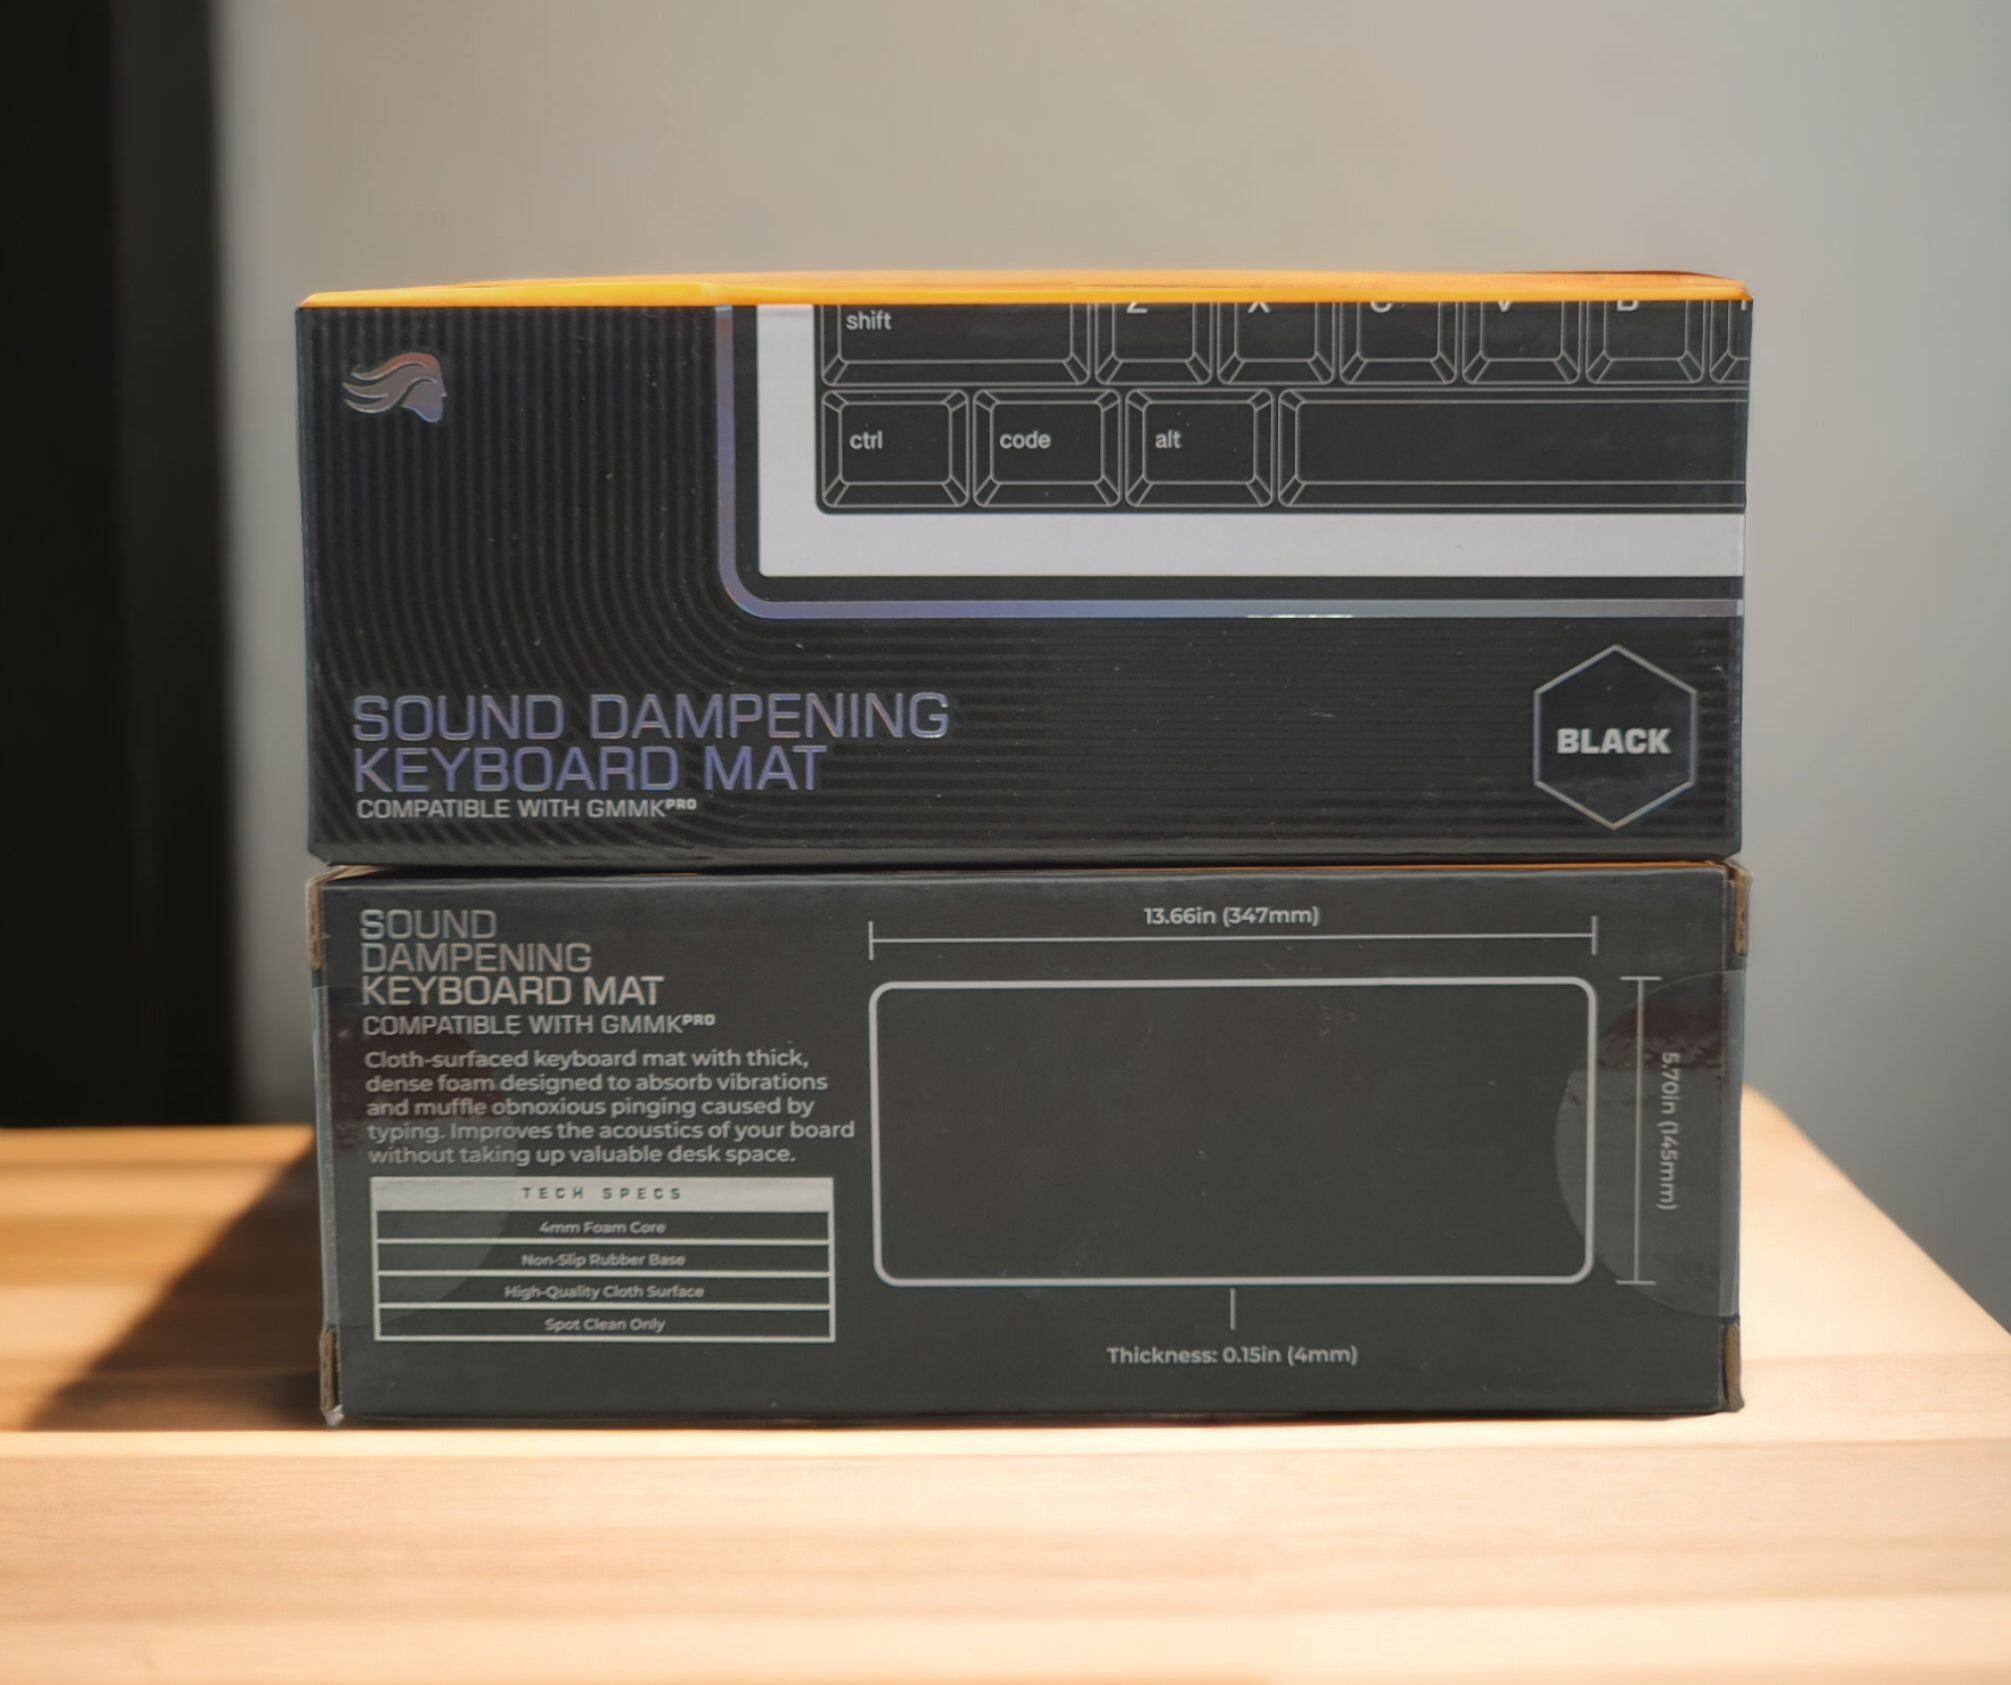 shift
Z X C V B
ctrl code alt
SOUND DAMPENING
KEYBOARD MAT
COMPATIBLE WITH GMMKPRO
BLACK
SOUND
DAMPENING
KEYBOARD MAT
COMPATIBLE WITH GMMKPRO
Cloth-surfaced keyboard mat with thick,
dense foam designed to absorb vibrations
and muffle obnoxious pinging caused by
typing. Improves the acoustics of your board
without taking up valuable desk space.
TECH SPECS
4mm Foam Core
Non-Slip Rubber Base
High-Quality Cloth Surface
Spot Clean Only
13.66in (347mm)
5.70in (145mm)
Thickness: 0.15in (4mm)